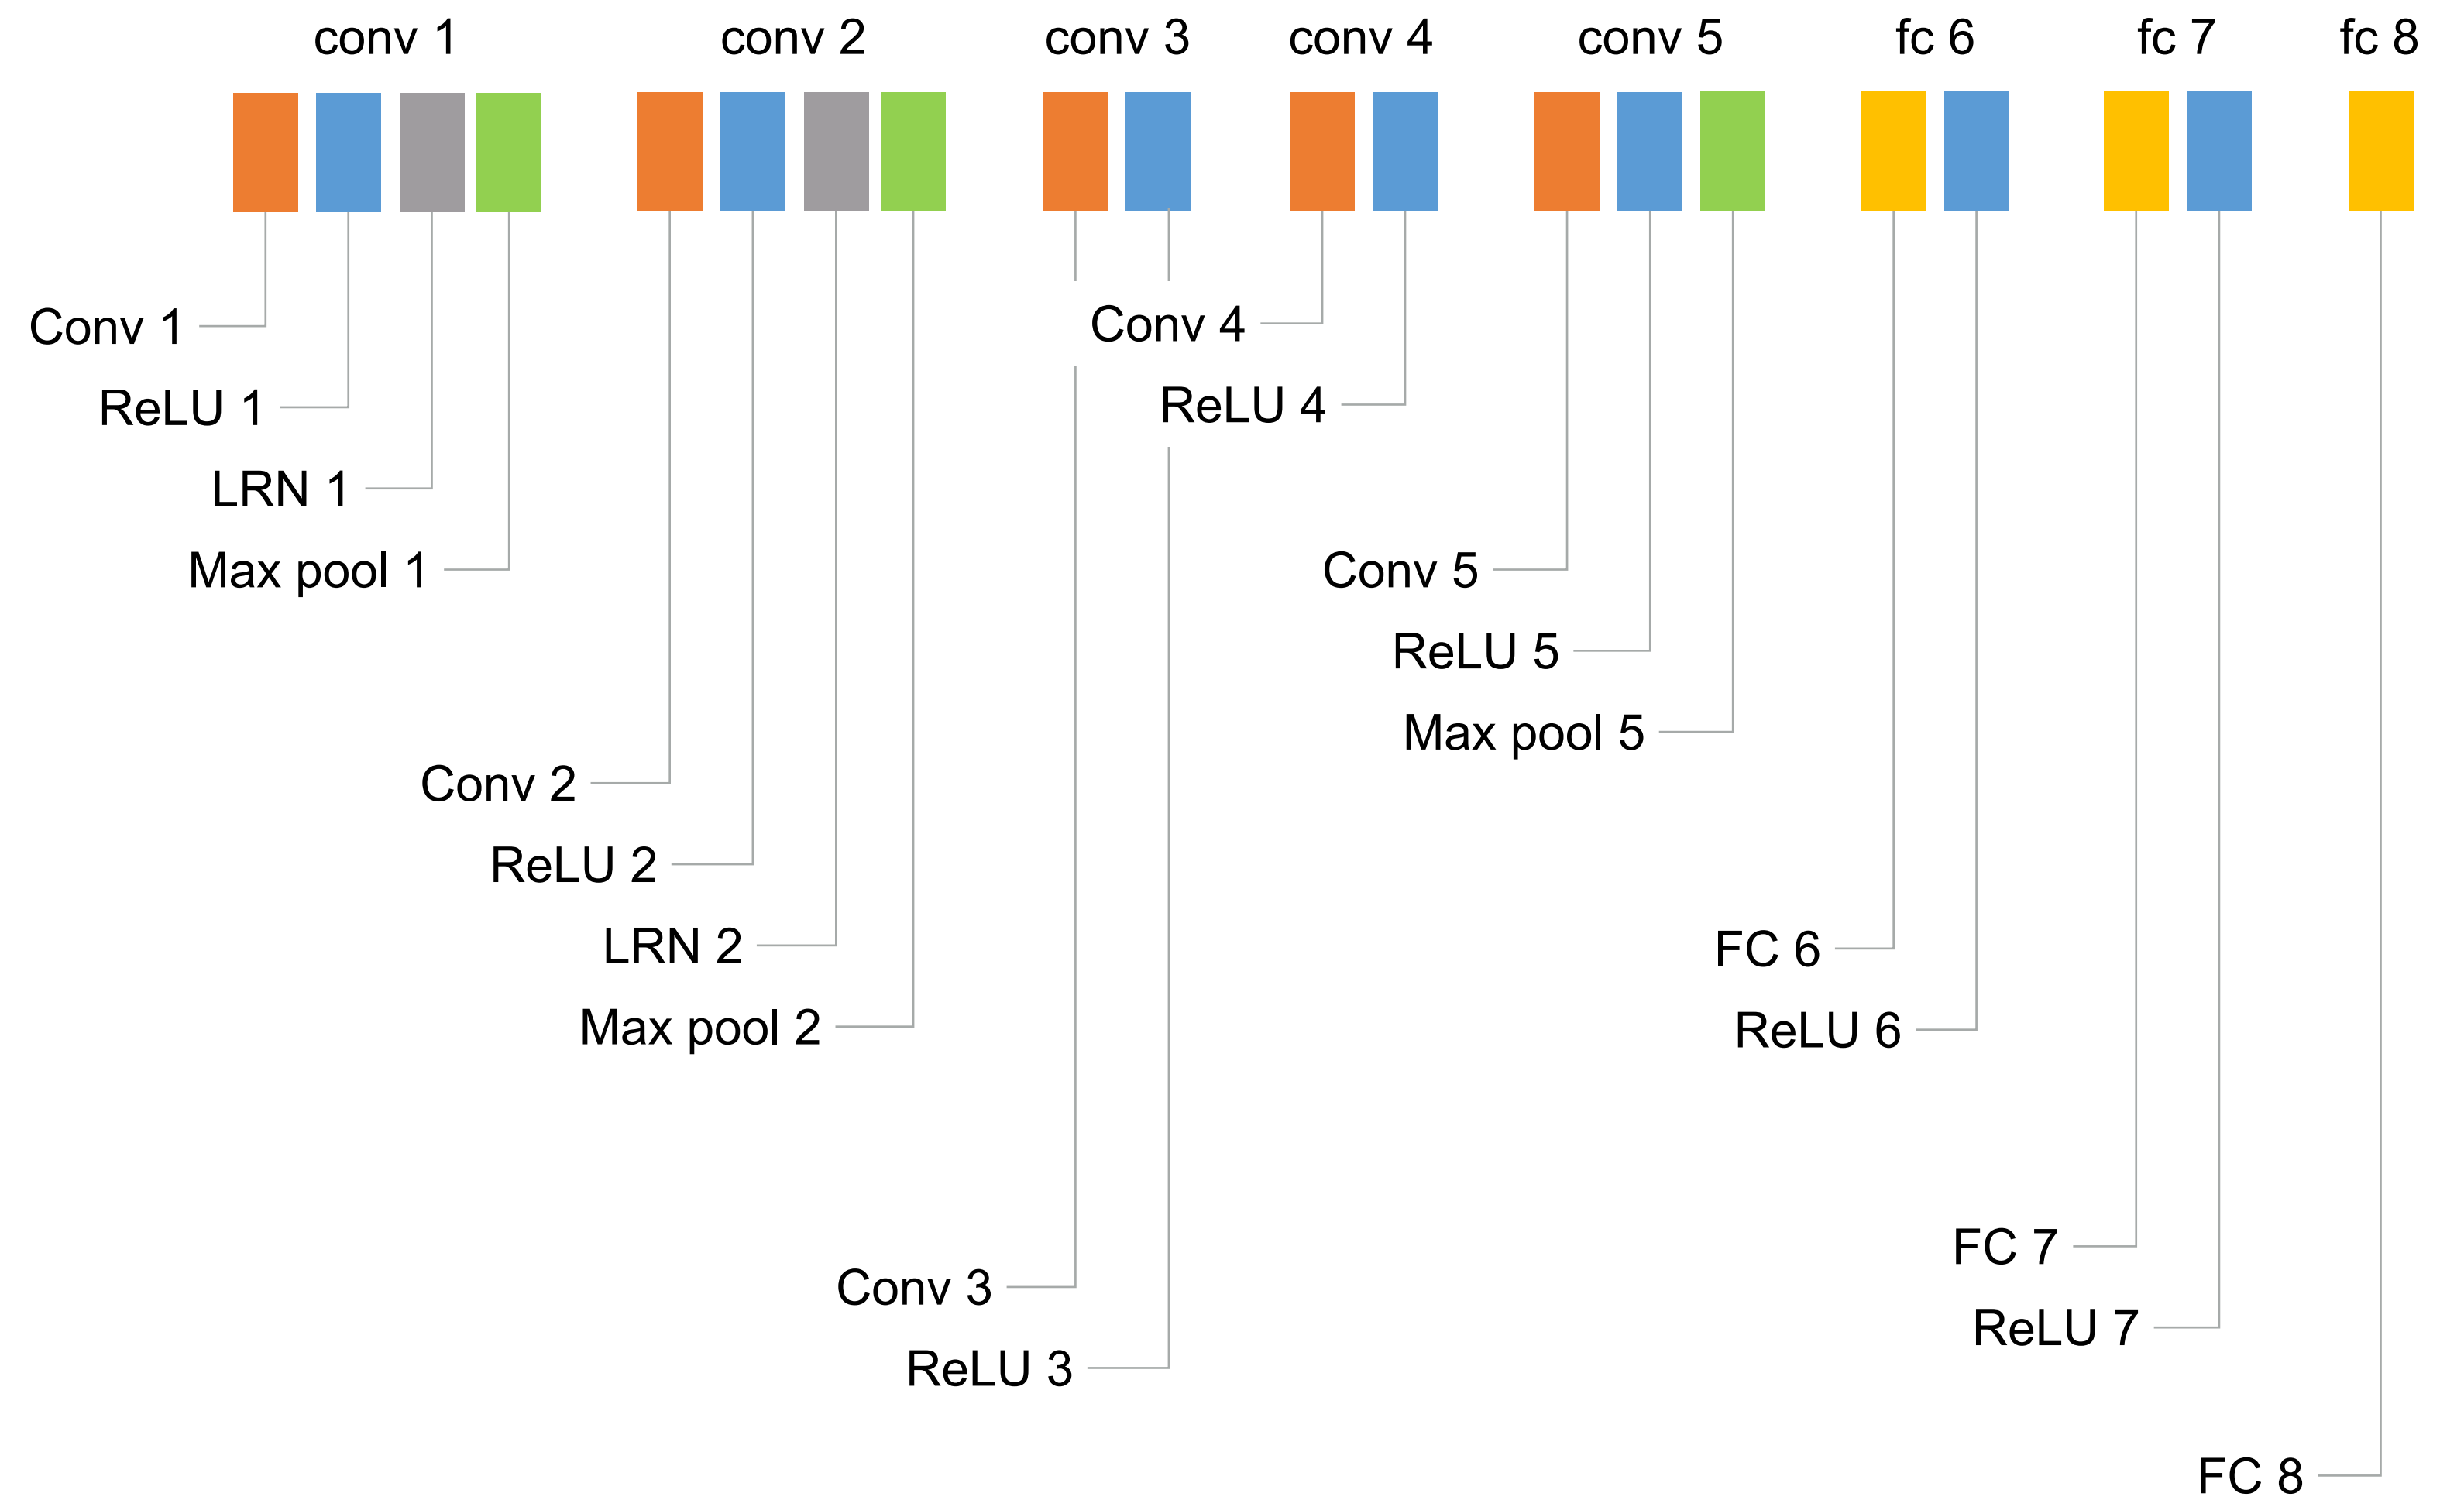 conv 1
conv 2
conv 3
conv 4
conv 5
fc 6
fc 7
fc 8
Conv 1
ReLU 1
LRN 1
Max pool 1
Conv 2
ReLU 2
LRN 2
Max pool 2
Conv 3
ReLU 3
Conv 4
ReLU 4
Conv 5
ReLU 5
Max pool 5
FC 6
ReLU 6
FC 7
ReLU 7
FC 8